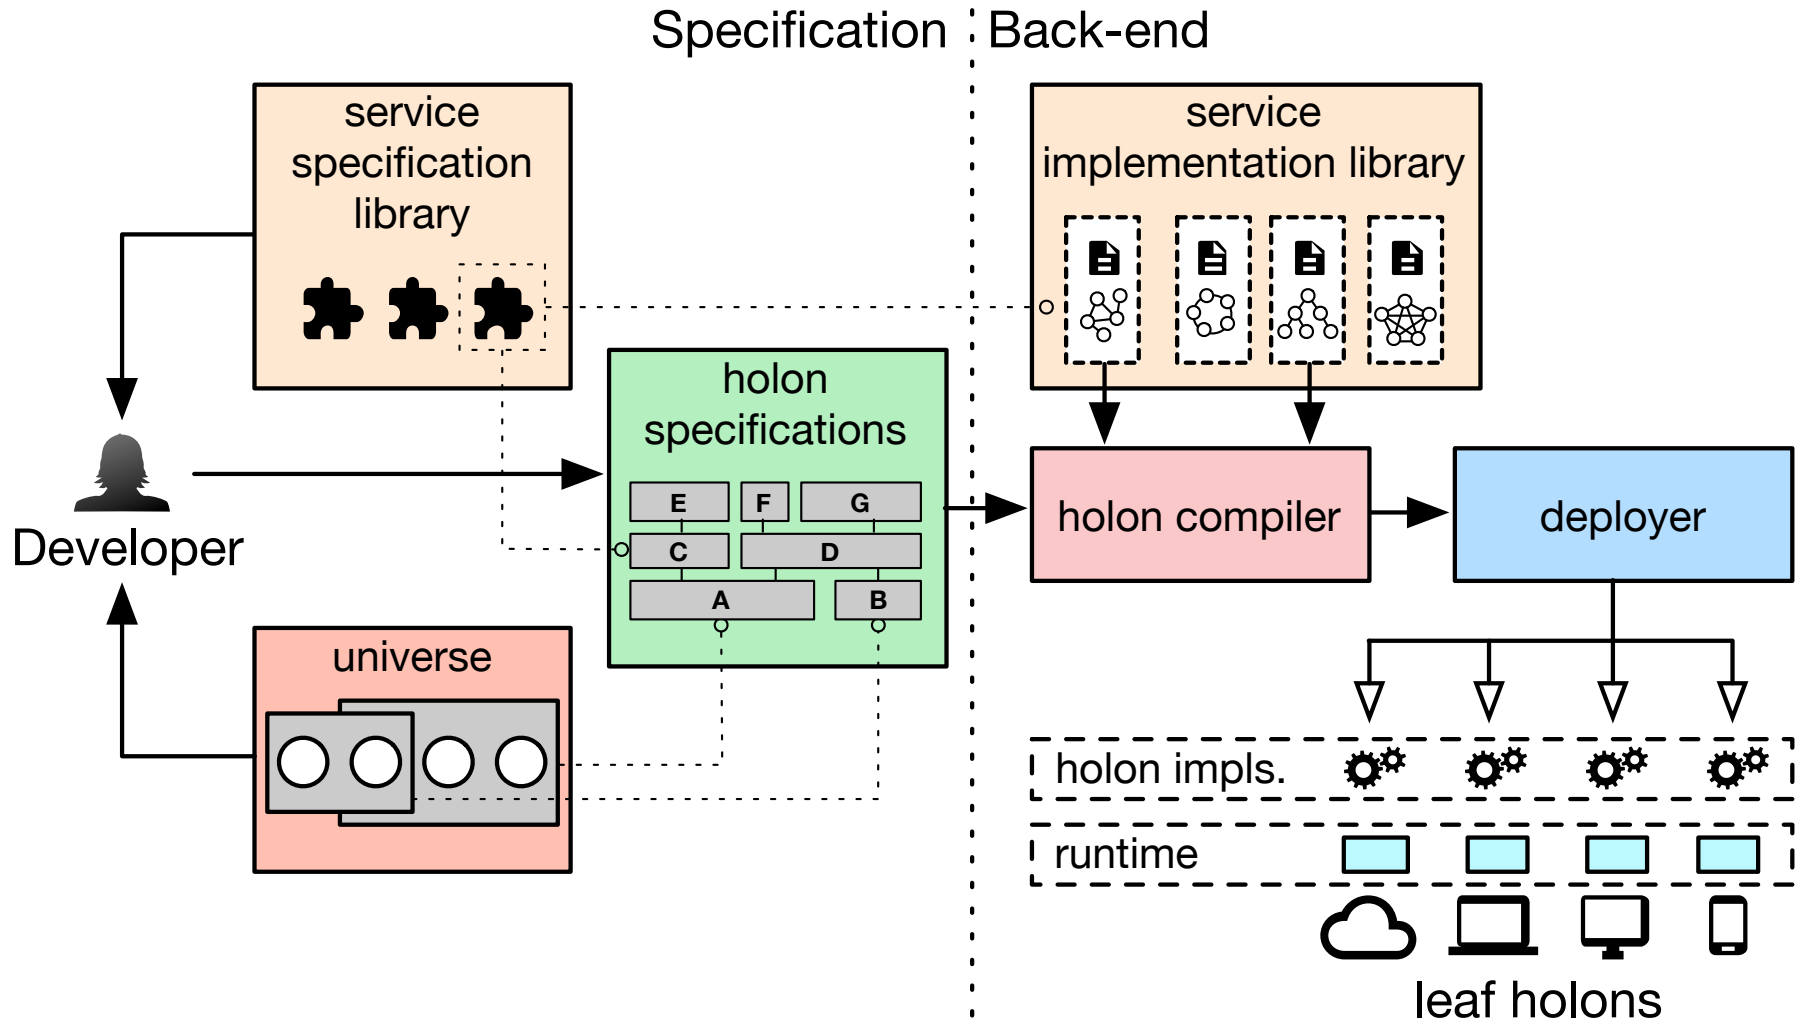 Specification
Back-end
service
specification
library
service
implementation library
holon
specifications
E
F
G
C
D
A
B
Developer
universe
holon compiler
deployer
holon impls.
runtime
leaf holons